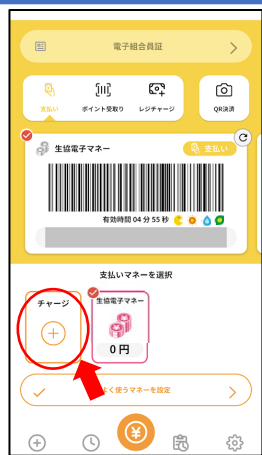 電子組合員証
支払い ポイント受取り レジチャージ QR決済
生協電子マネー 支払い
有効時間 04 分 55 秒
支払いマネーを選択
チャージ 生協電子マネー
0 円
よく使うマネーを設定